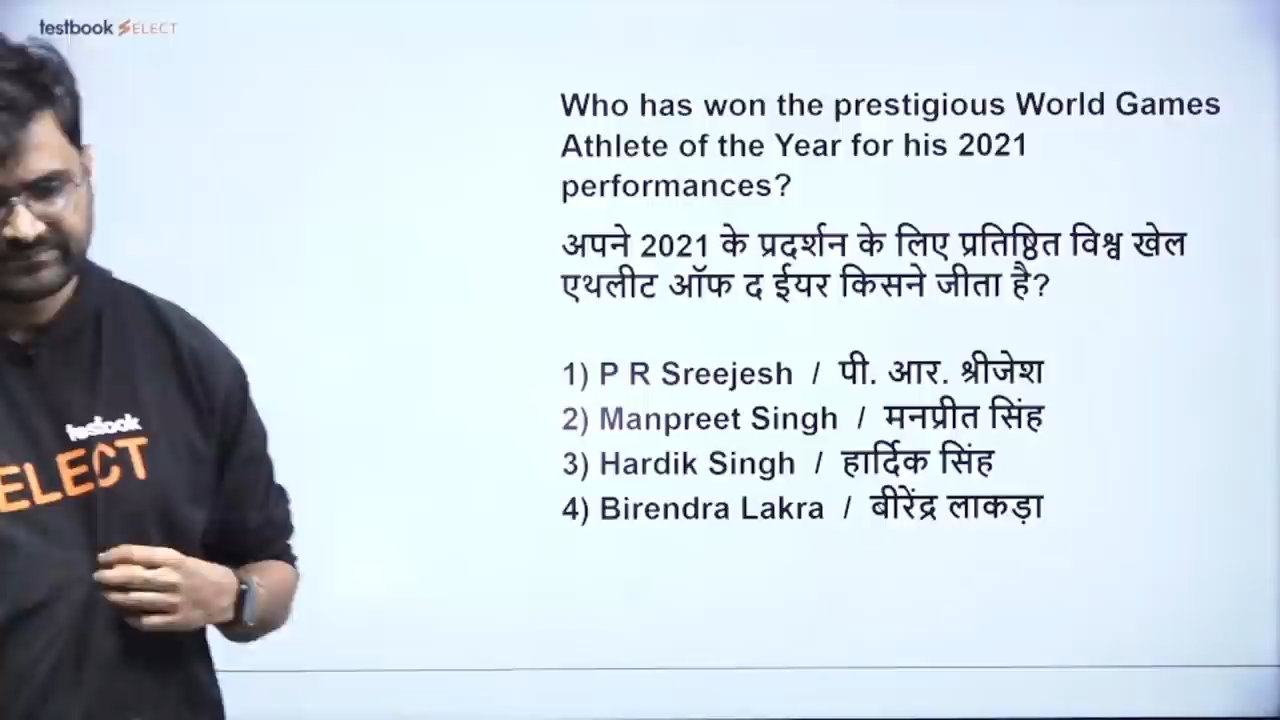 testbook SELECT
Who has won the prestigious World Games
Athlete of the Year for his 2021
performances?
अपने 2021 के प्रदर्शन के लिए प्रतिष्ठित विश्व खेल
एथलीट ऑफ द ईयर किसने जीता है?
1) P R Sreejesh / पी. आर. श्रीजेश
2) Manpreet Singh / मनप्रीत सिंह
3) Hardik Singh / हार्दिक सिंह
4) Birendra Lakra / बीरेंद्र लाकड़ा
testbook
ELECT